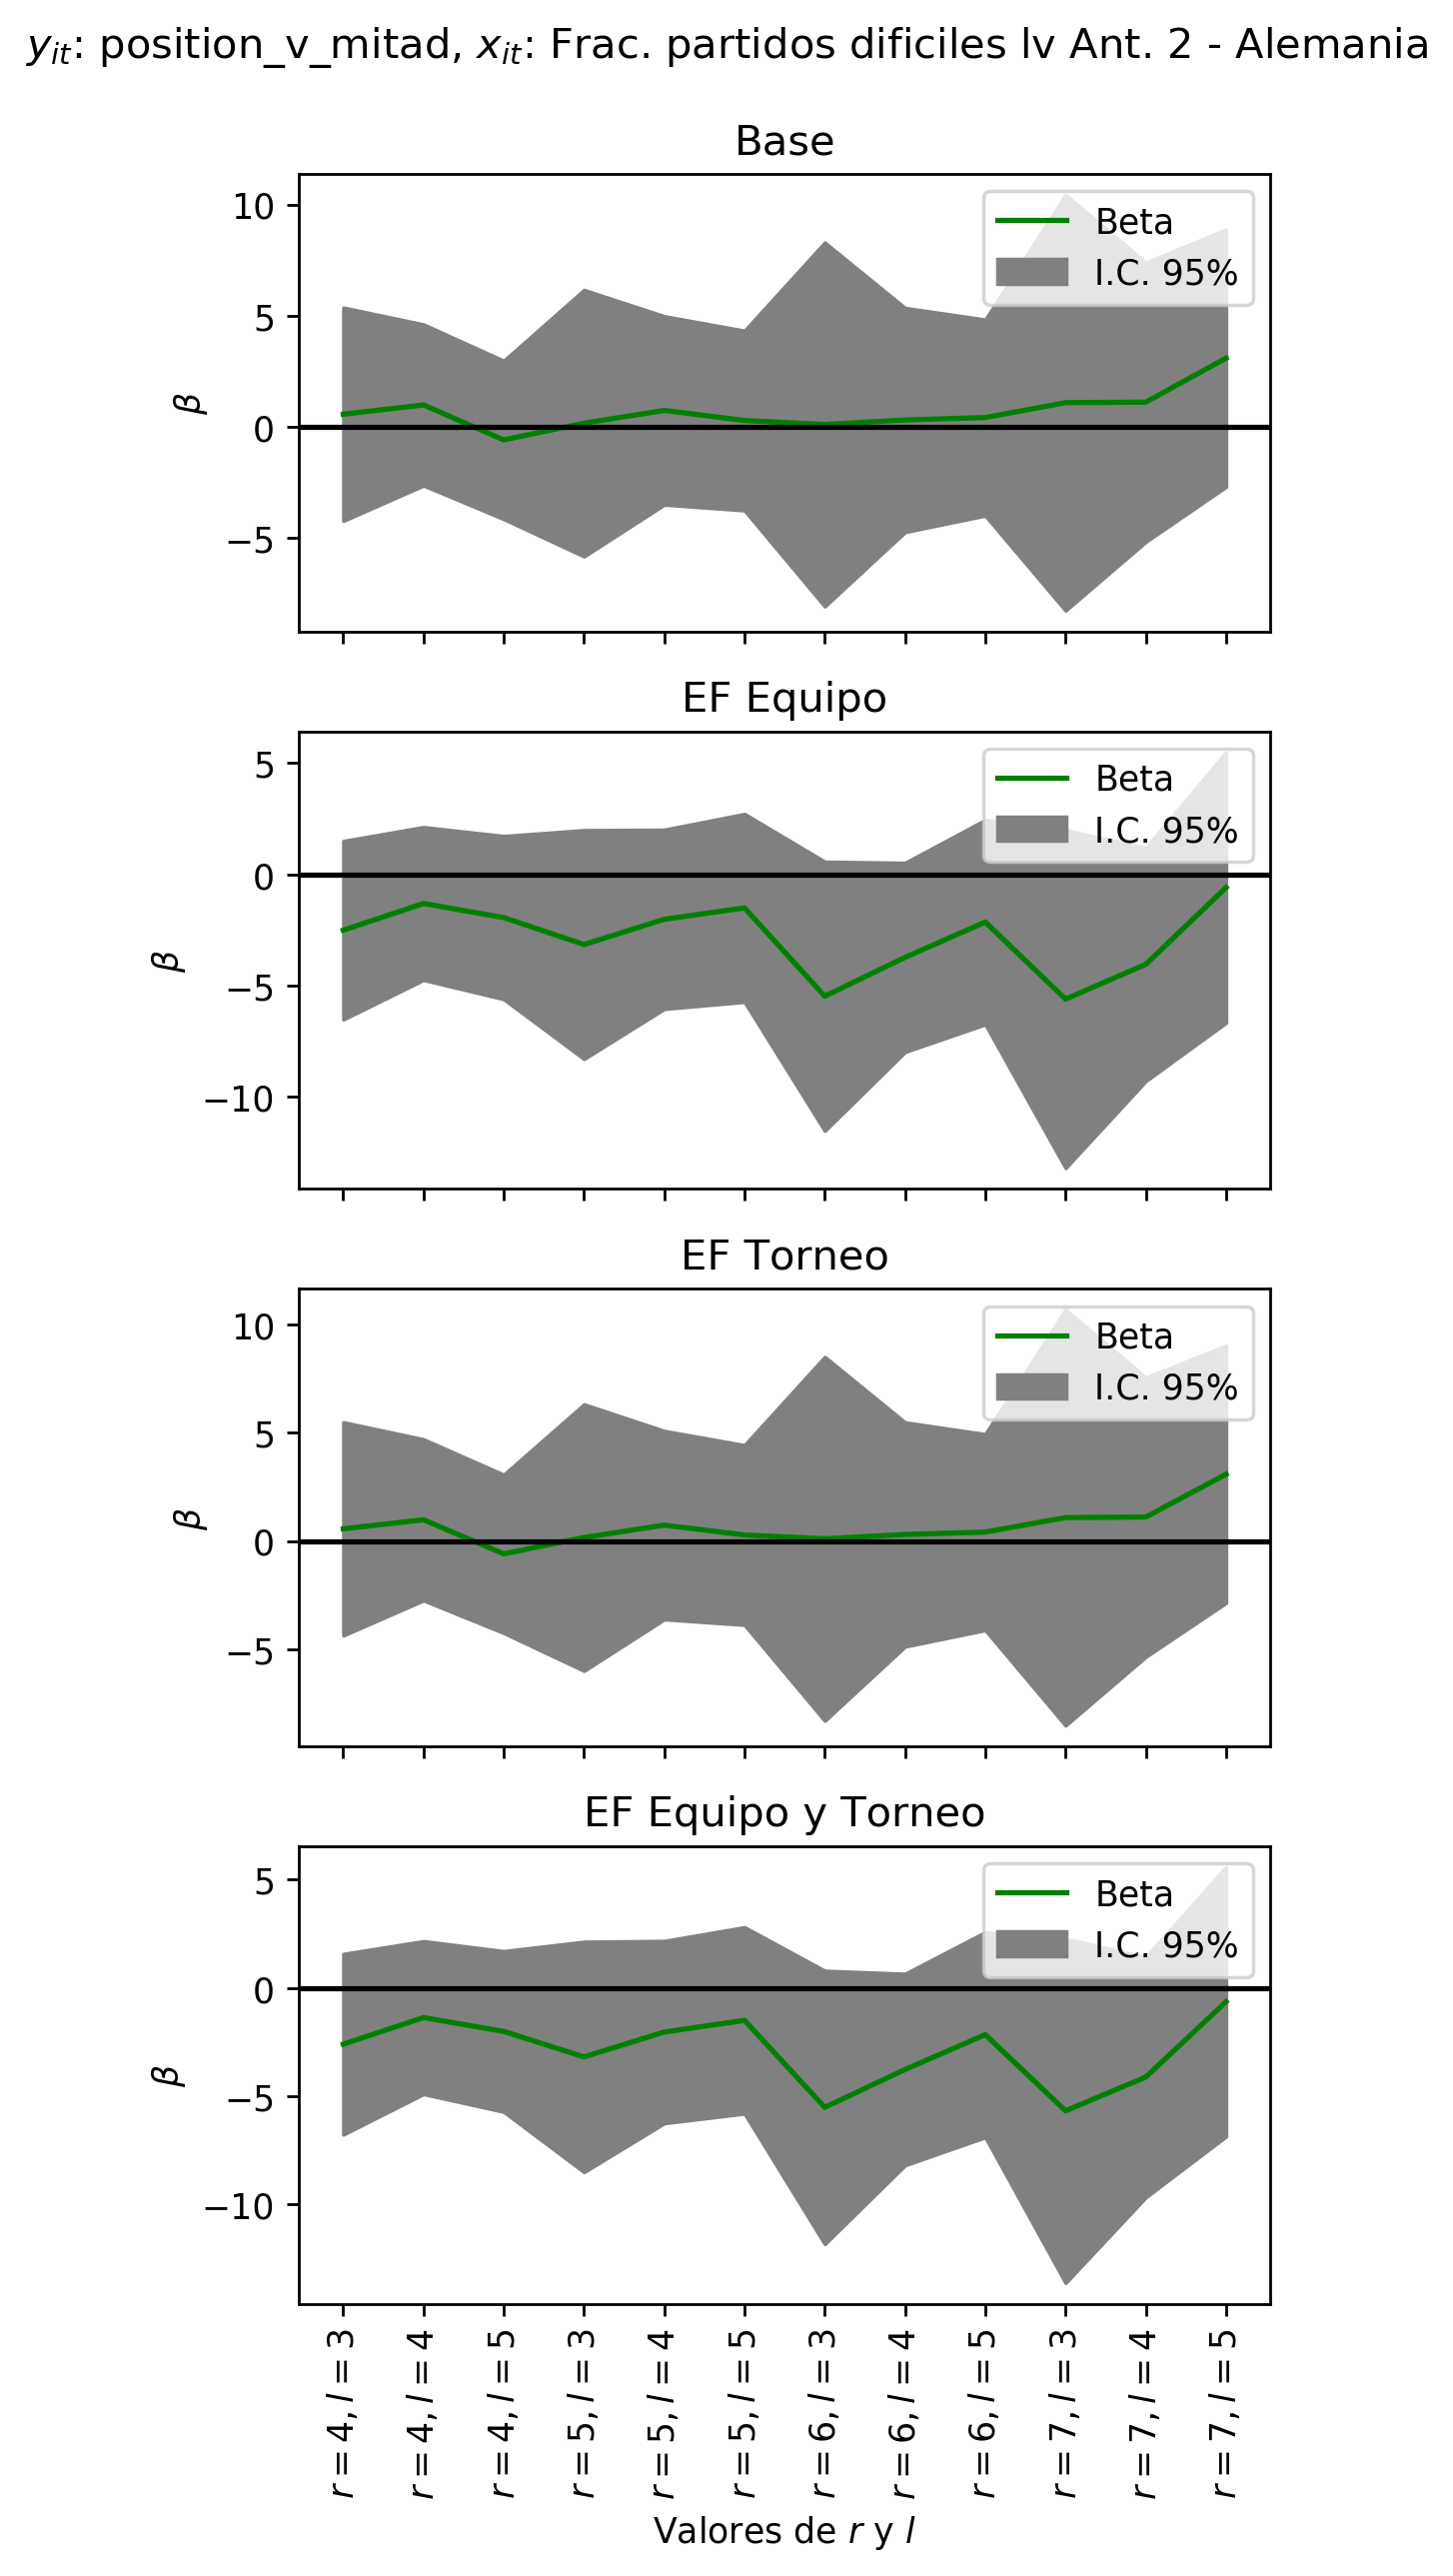 y_it: position_v_mitad, x_it: Frac. partidos dificiles lv Ant. 2 - Alemania
Base
10
5
0
−5
β
Beta
I.C. 95%
EF Equipo
5
0
−5
−10
β
Beta
I.C. 95%
EF Torneo
10
5
0
−5
β
Beta
I.C. 95%
EF Equipo y Torneo
5
0
−5
−10
β
Beta
I.C. 95%
r = 4, l = 3
r = 4, l = 4
r = 4, l = 5
r = 5, l = 3
r = 5, l = 4
r = 5, l = 5
r = 6, l = 3
r = 6, l = 4
r = 6, l = 5
r = 7, l = 3
r = 7, l = 4
r = 7, l = 5
Valores de r y l